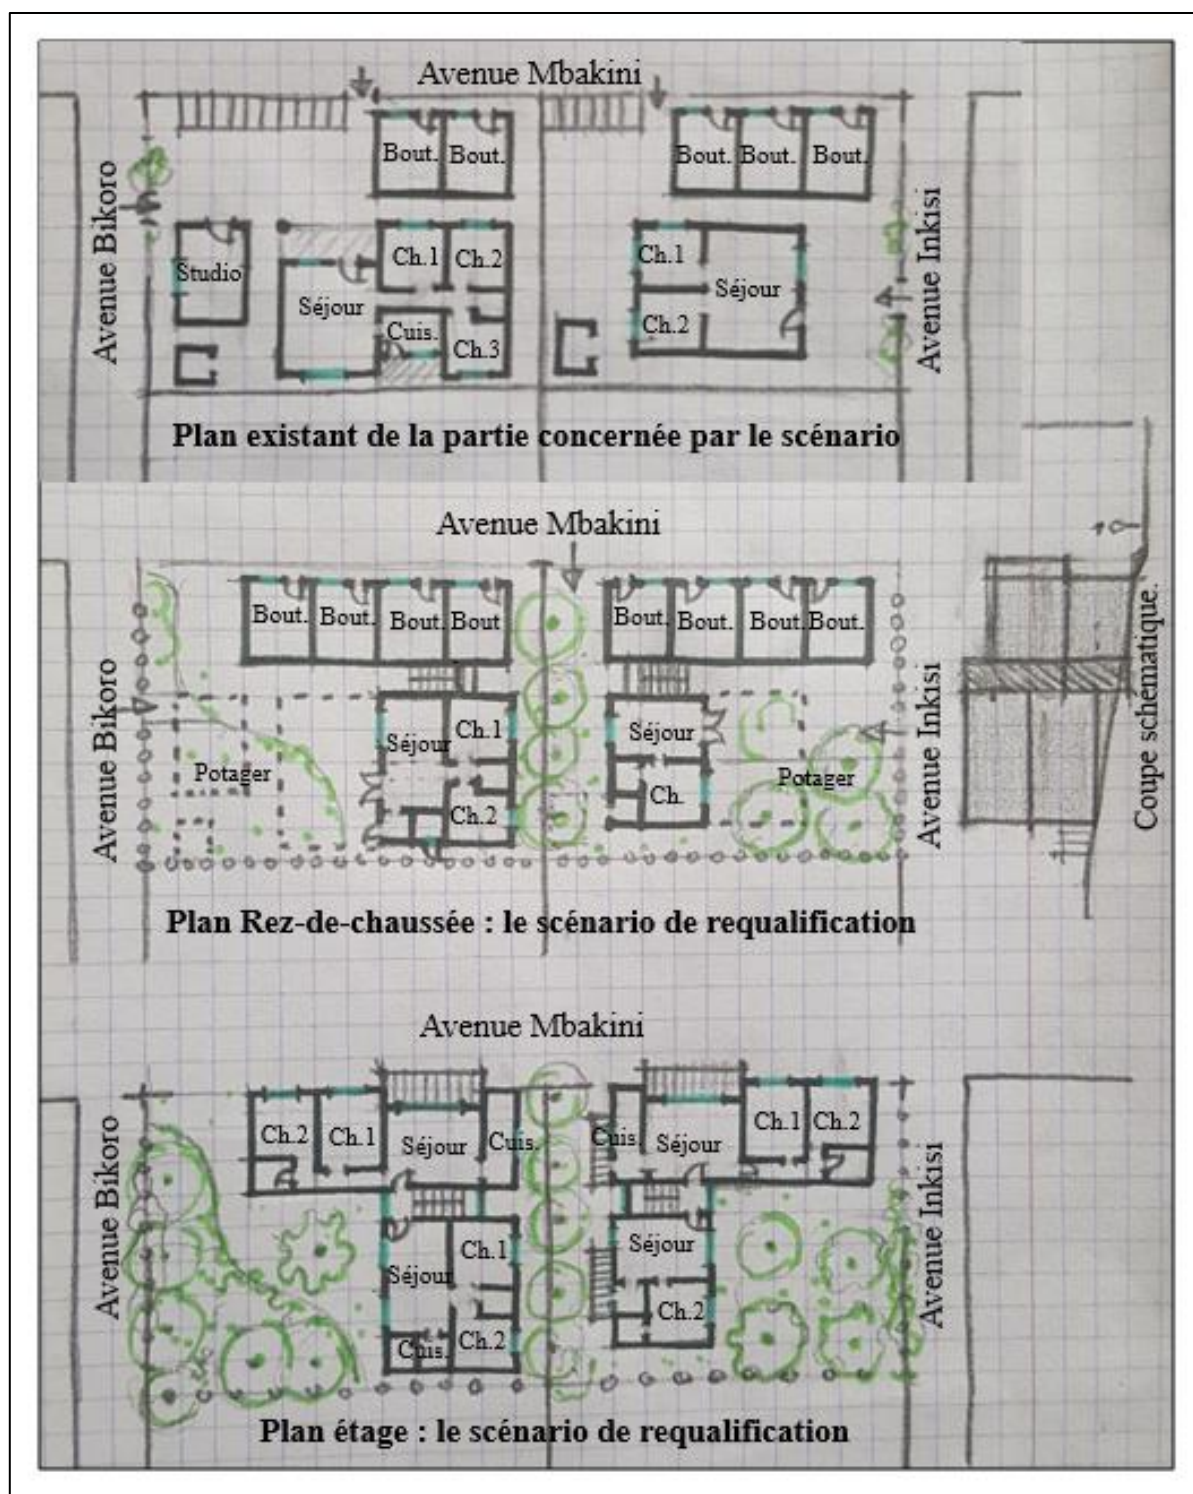 Avenue Mbakini
Bout. Bout. Bout. Bout. Bout.
Avenue Bikoro
Studio
Séjour
Ch.1
Ch.2
Cuis.
Ch.3
Ch.1
Séjour
Ch.2
Avenue Inkisi
Plan existant de la partie concernée par le scénario
Avenue Mbakini
Bout. Bout. Bout. Bout
Bout. Bout. Bout. Bout.
Avenue Bikoro
Potager
Séjour
Ch.1
Ch.2
Séjour
Ch.
Potager
Avenue Inkisi
Coupe schématique.
Plan Rez-de-chaussée : le scénario de requalification
Avenue Mbakini
Avenue Bikoro
Ch.2
Ch.1
Séjour
Cuis.
Cuis.
Séjour
Ch.1
Ch.2
Séjour
Ch.1
Cuis.
Ch.2
Séjour
Ch.2
Avenue Inkisi
Plan étage : le scénario de requalification